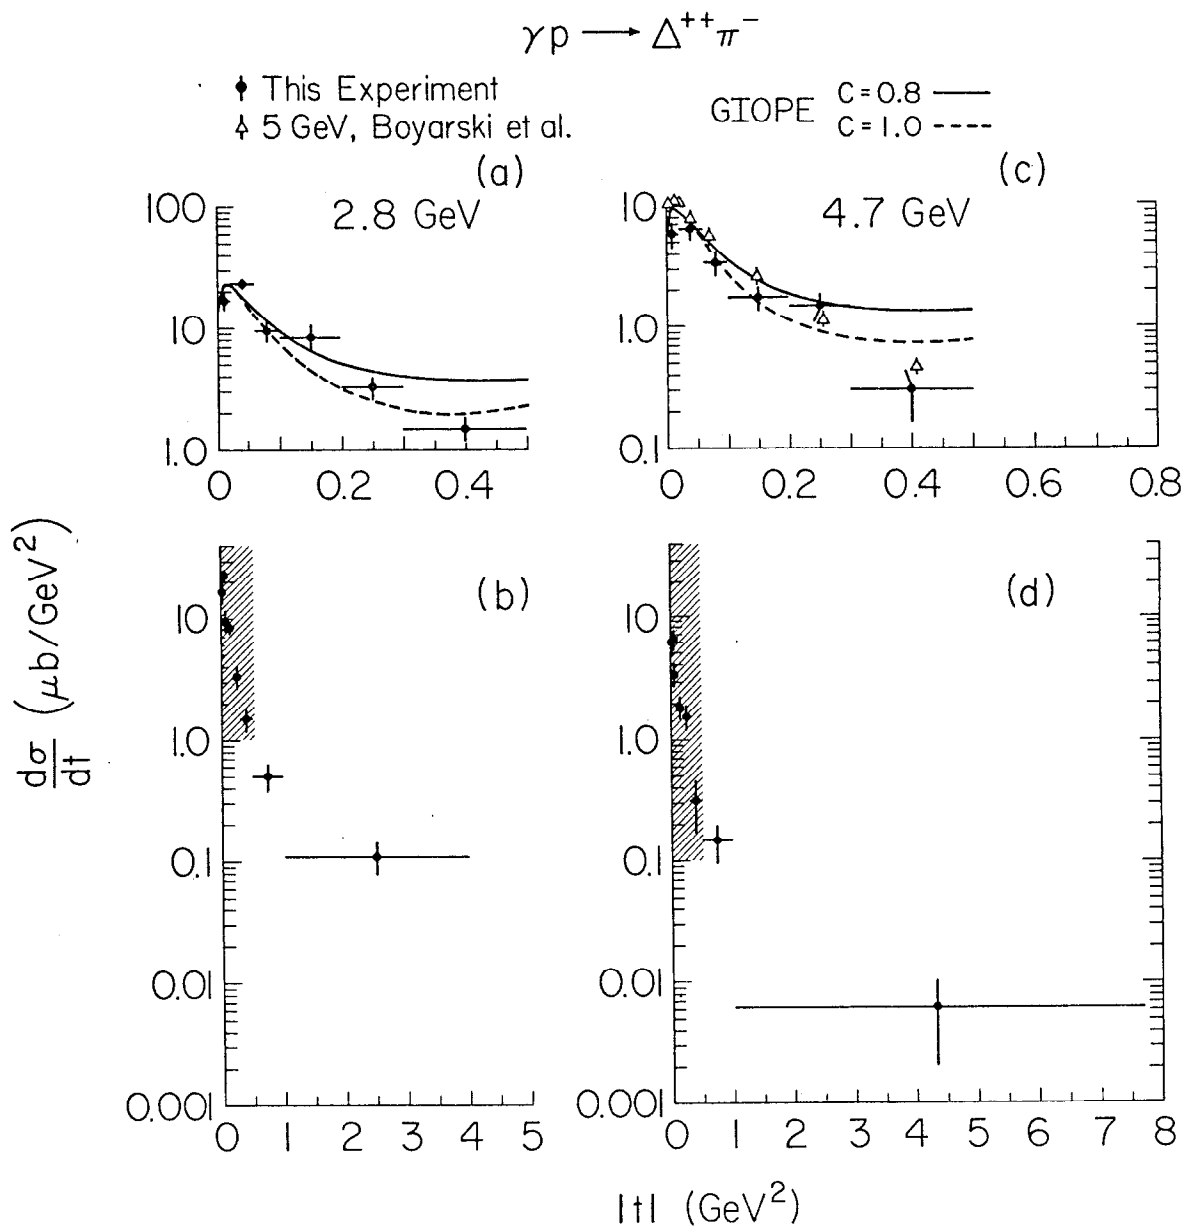 γp ⟶ Δ⁺⁺π⁻
This Experiment
5 GeV, Boyarski et al.
GIOPE C=0.8
C=1.0
(a)
2.8 GeV
100
10
1.0
0 0.2 0.4
(c)
4.7 GeV
10
1.0
0.1
0 0.2 0.4 0.6 0.8
dσ/dt (μb/GeV²)
(b)
10
1.0
0.1
0.01
0.001
0 1 2 3 4 5
(d)
10
1.0
0.1
0.01
0.001
0 1 2 3 4 5 6 7 8
|t| (GeV²)